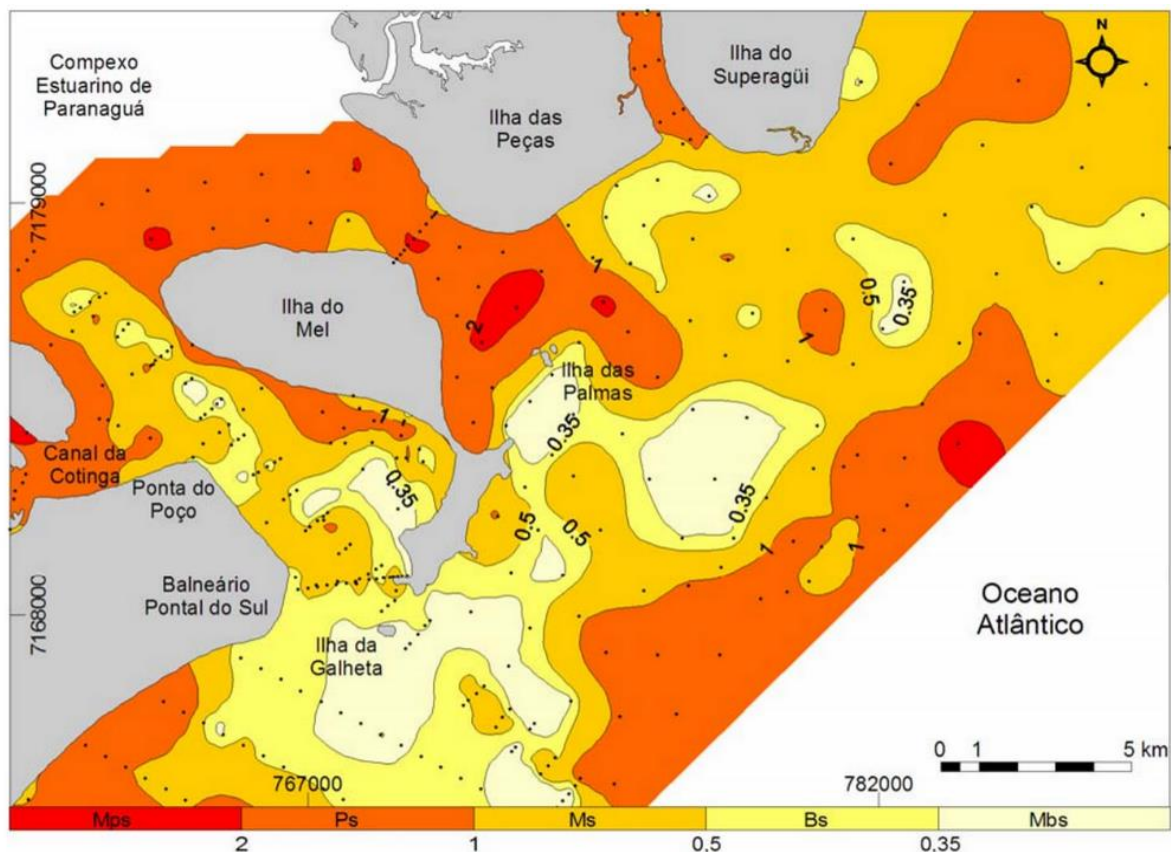 Compexo
Estuarino de
Paranaguá
Ilha do
Superagüi
N
Ilha das
Peças
7179000
1
1
Ilha do
Mel
2
0.5
0.35
1
Ilha das
Palmas
0.35
1
Canal da
Cotinga
Ponta do
Poço
0.35
0.35
0.5
0.5
1
1
Balneário
Pontal do Sul
7168000
Oceano
Atlântico
Ilha da
Galheta
0 1 5 km
767000
782000
Mps Ps Ms Bs Mbs
2 1 0,5 0.35